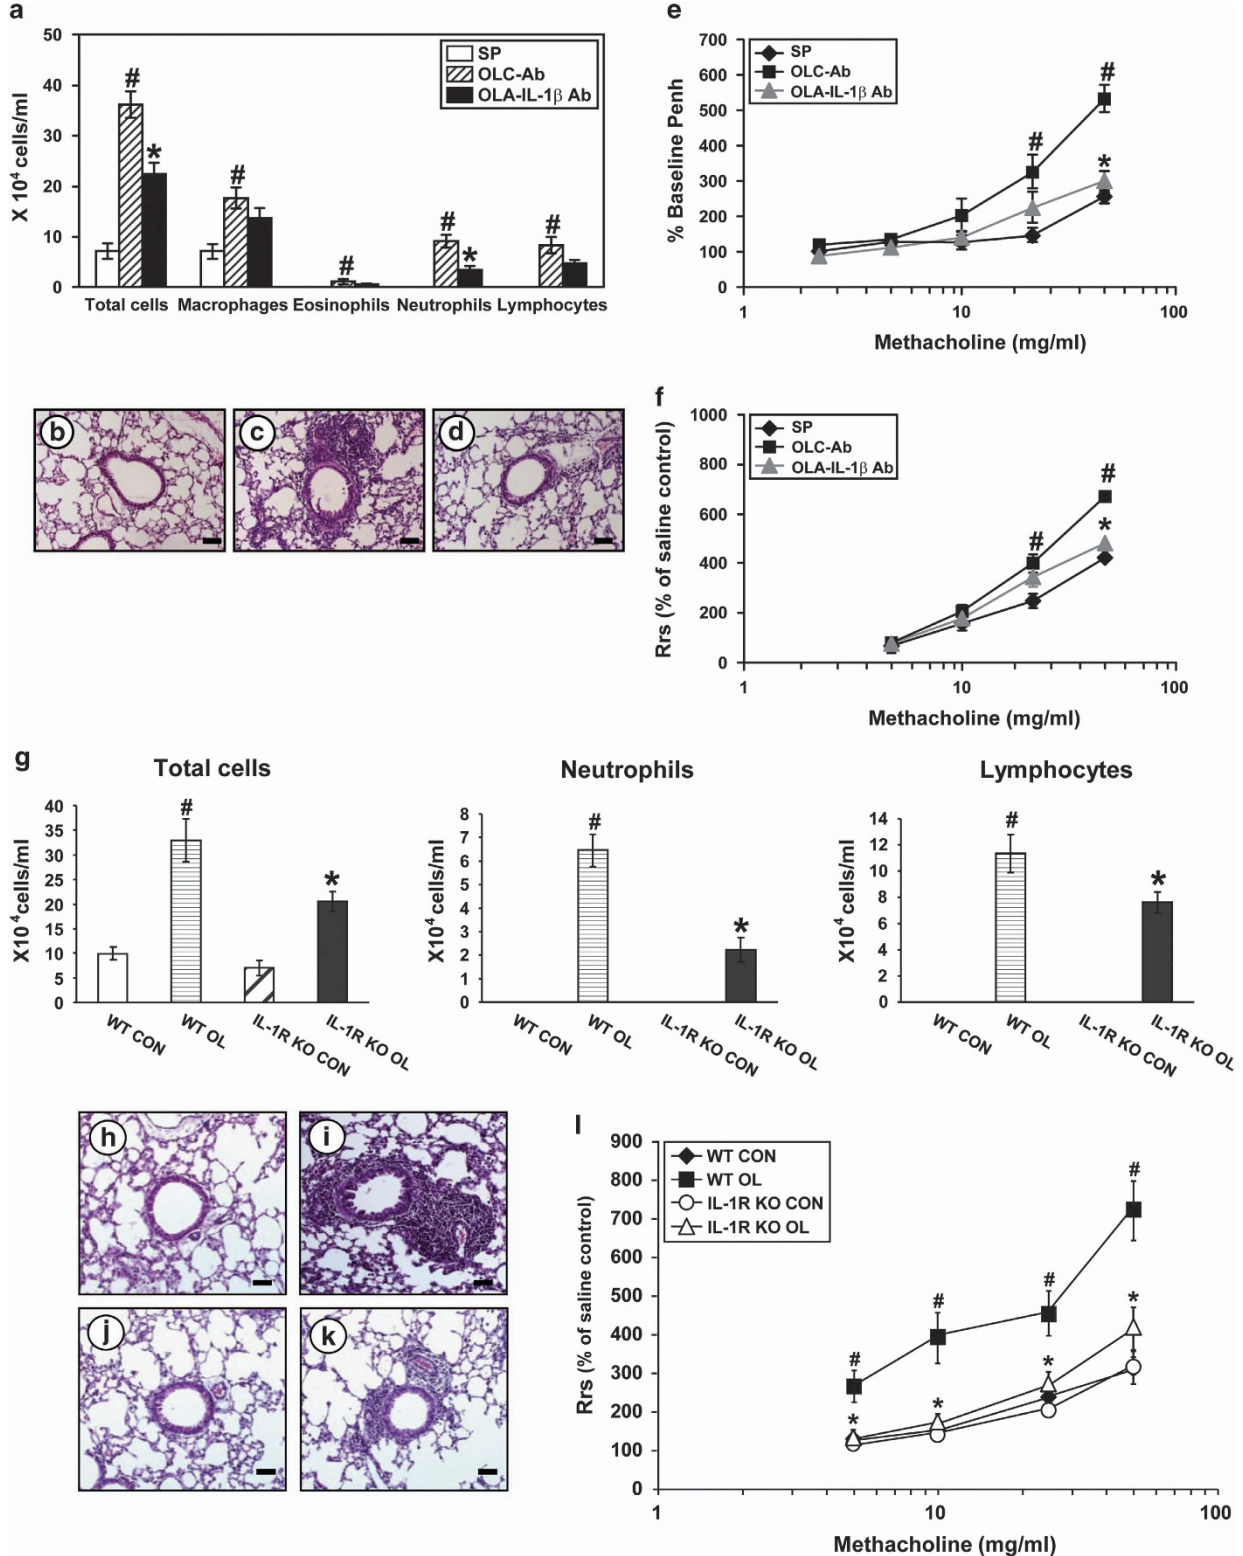 a
50
40
30
20
10
0
X 10⁴ cells/ml
SP
OLC-Ab
OLA-IL-1β Ab
# * # # # * #
Total cells Macrophages Eosinophils Neutrophils Lymphocytes
e
700
600
500
400
300
200
100
0
% Baseline Penh
SP
OLC-Ab
OLA-IL-1β Ab
# # *
1 10 100
Methacholine (mg/ml)
b c d
f
1000
800
600
400
200
0
Rrs (% of saline control)
SP
OLC-Ab
OLA-IL-1β Ab
# # *
1 10 100
Methacholine (mg/ml)
g
Total cells
40
35
30
25
20
15
10
5
0
X10⁴cells/ml
# *
WT CON
WT OL
IL-1R KO CON
IL-1R KO OL
Neutrophils
8
7
6
5
4
3
2
1
0
X10⁴cells/ml
# *
WT CON
WT OL
IL-1R KO CON
IL-1R KO OL
Lymphocytes
14
12
10
8
6
4
2
0
X10⁴cells/ml
# *
WT CON
WT OL
IL-1R KO CON
IL-1R KO OL
h i
j k
l
900
800
700
600
500
400
300
200
100
0
Rrs (% of saline control)
WT CON
WT OL
IL-1R KO CON
IL-1R KO OL
# # # #
* * * *
1 10 100
Methacholine (mg/ml)